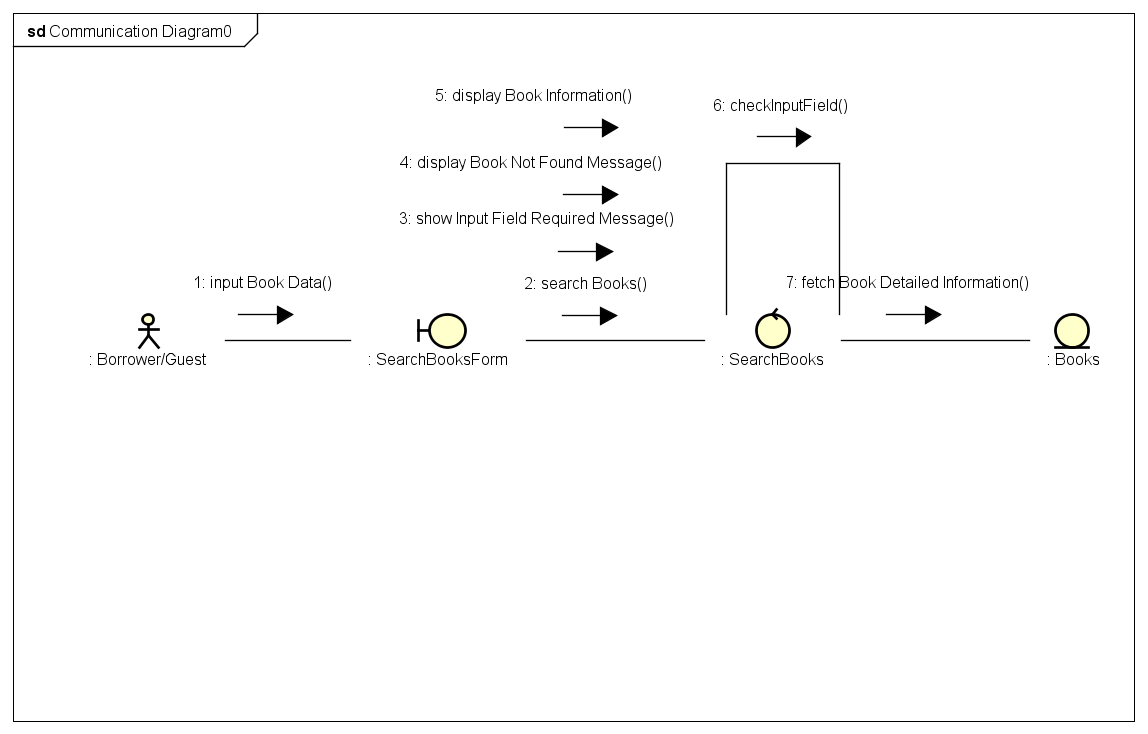 sd Communication Diagram0
5: display Book Information()
6: checkInputField()
4: display Book Not Found Message()
3: show Input Field Required Message()
1: input Book Data()
2: search Books()
7: fetch Book Detailed Information()
: Borrower/Guest
: SearchBooksForm
: SearchBooks
: Books